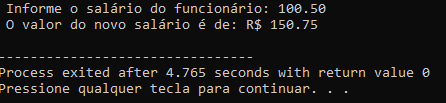 Informe o salário do funcionário: 100.50
O valor do novo salário é de: R$ 150.75
--------------------------------
Process exited after 4.765 seconds with return value 0
Pressione qualquer tecla para continuar. . .